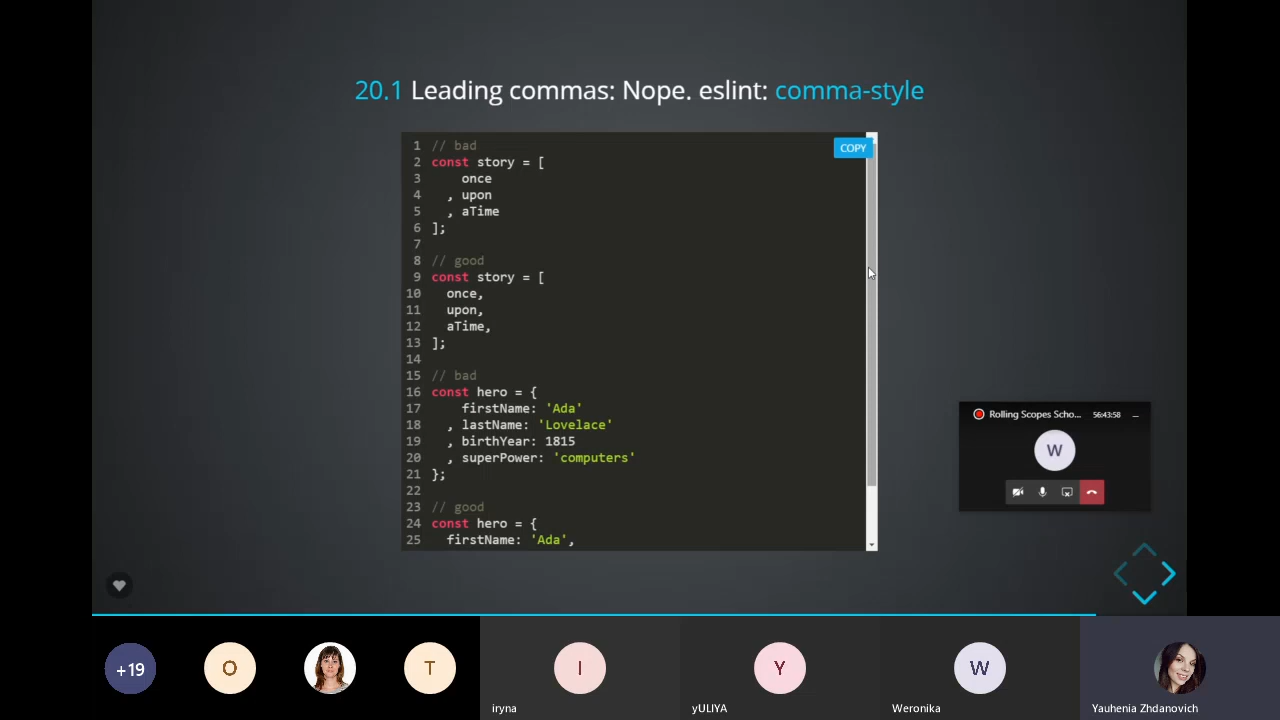 20.1 Leading commas: Nope. eslint: comma-style
COPY
1 // bad
2 const story = [
3     once
4   , upon
5   , aTime
6 ];
7
8 // good
9 const story = [
10   once,
11   upon,
12   aTime,
13 ];
14
15 // bad
16 const hero = {
17     firstName: 'Ada'
18   , lastName: 'Lovelace'
19   , birthYear: 1815
20   , superPower: 'computers'
21 };
22
23 // good
24 const hero = {
25   firstName: 'Ada',
Rolling Scopes Scho... 56:43:58
W
+19
O
T
I
Y
W
iryna
yULIYA
Weronika
Yauhenia Zhdanovich